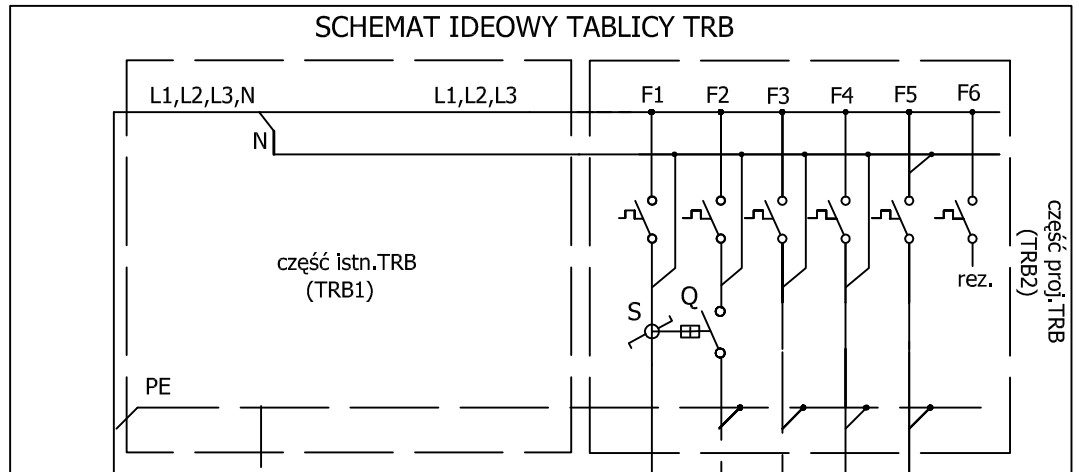 SCHEMAT IDEOWY TABLICY TRB
L1,L2,L3,N
L1,L2,L3
F1
F2
F3
F4
F5
F6
N
część istn.TRB
(TRB1)
rez.
część proj.TRB
(TRB2)
S
Q
PE